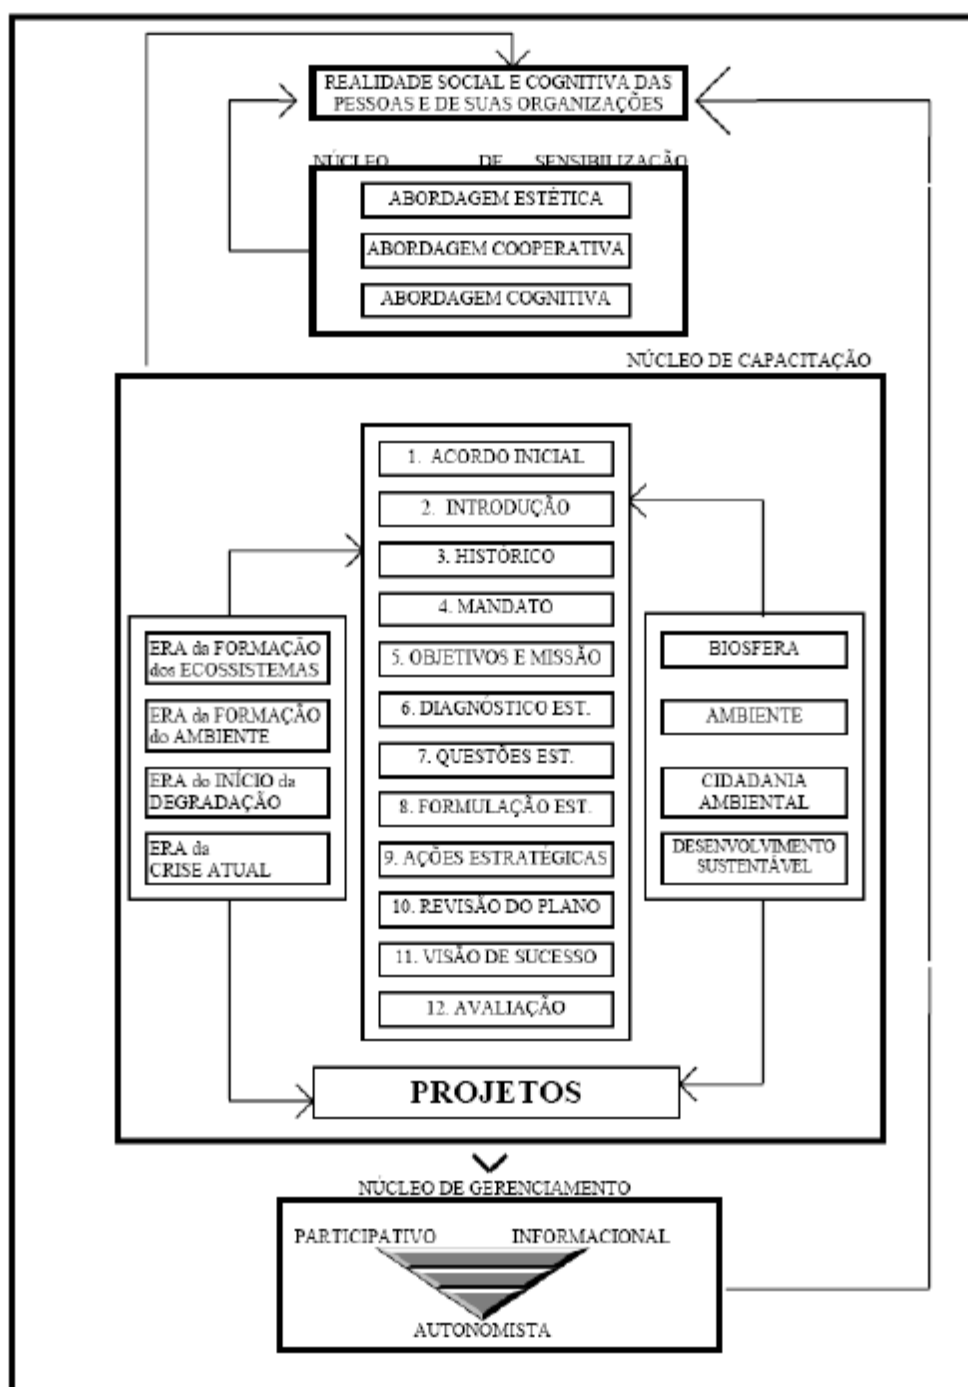 REALIDADE SOCIAL E COGNITIVA DAS
PESSOAS E DE SUAS ORGANIZAÇÕES
NÚCLEO DE SENSIBILIZAÇÃO
ABORDAGEM ESTÉTICA
ABORDAGEM COOPERATIVA
ABORDAGEM COGNITIVA
NÚCLEO DE CAPACITAÇÃO
1. ACORDO INICIAL
2. INTRODUÇÃO
3. HISTÓRICO
4. MANDATO
5. OBJETIVOS E MISSÃO
6. DIAGNÓSTICO EST.
7. QUESTÕES EST.
8. FORMULAÇÃO EST.
9. AÇÕES ESTRATÉGICAS
10. REVISÃO DO PLANO
11. VISÃO DE SUCESSO
12. AVALIAÇÃO
ERA da FORMAÇÃO
dos ECOSSISTEMAS
ERA da FORMAÇÃO
do AMBIENTE
ERA do INÍCIO da
DEGRADAÇÃO
ERA da
CRISE ATUAL
BIOSFERA
AMBIENTE
CIDADANIA
AMBIENTAL
DESENVOLVIMENTO
SUSTENTÁVEL
PROJETOS
NÚCLEO DE GERENCIAMENTO
PARTICIPATIVO INFORMACIONAL
AUTONOMISTA